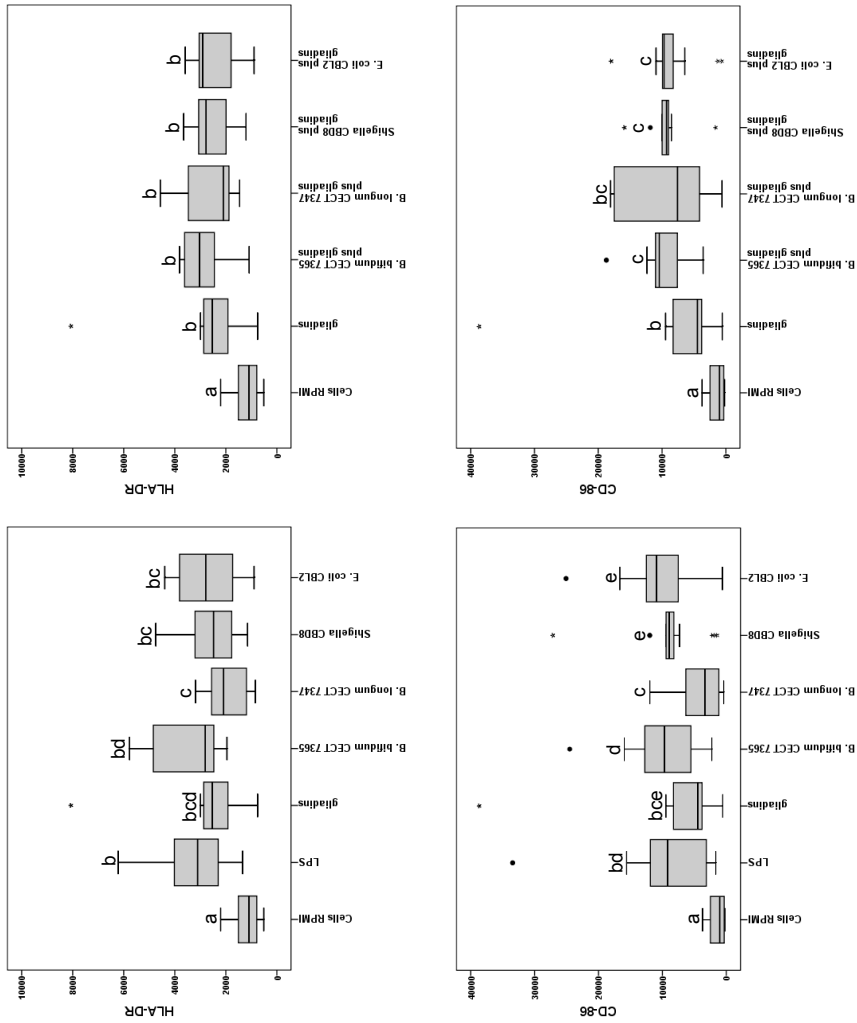 10000
8000
6000
4000
2000
0
HLA-DR
a
b
b
b
b
b
Cells RPMI
gliadins
B. bifidum CECT 7365
plus gliadins
B. longum CECT 7347
plus gliadins
Shigella CBD8 plus
gliadins
E. coli CBL2 plus
gliadins
40000
30000
20000
10000
0
CD-86
a
b
c
bc
c
c
Cells RPMI
gliadins
B. bifidum CECT 7365
plus gliadins
B. longum CECT 7347
plus gliadins
Shigella CBD8 plus
gliadins
E. coli CBL2 plus
gliadins
10000
8000
6000
4000
2000
0
HLA-DR
a
b
bcd
bd
c
bc
bc
Cells RPMI
LPS
gliadins
B. bifidum CECT 7365
B. longum CECT 7347
Shigella CBD8
E. coli CBL2
40000
30000
20000
10000
0
CD-86
a
bd
bce
d
c
e
e
Cells RPMI
LPS
gliadins
B. bifidum CECT 7365
B. longum CECT 7347
Shigella CBD8
E. coli CBL2